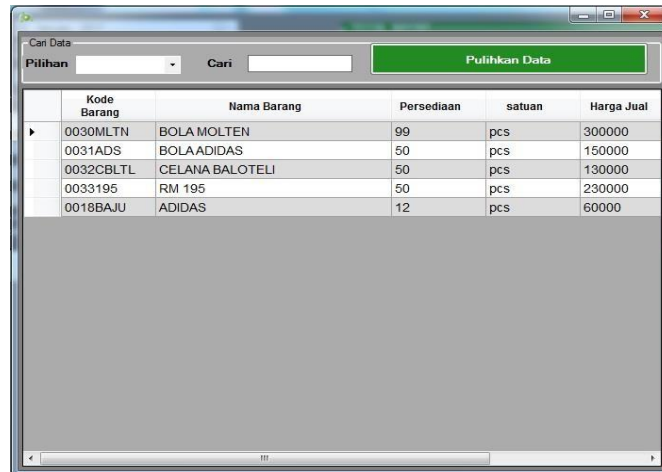 Cari Data
Pilihan Cari Pulihkan Data
Kode Barang Nama Barang Persediaan satuan Harga Jual
0030MLTN BOLA MOLTEN 99 pcs 300000
0031ADS BOLA ADIDAS 50 pcs 150000
0032CBLTL CELANA BALOTELI 50 pcs 130000
0033195 RM 195 50 pcs 230000
0018BAJU ADIDAS 12 pcs 60000